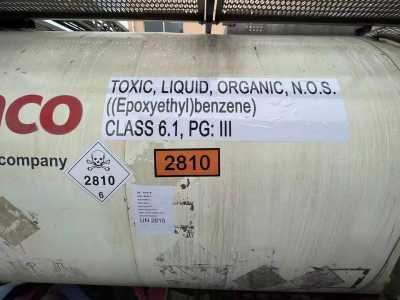 TOXIC, LIQUID, ORGANIC, N.O.S.
((Epoxyethyl)benzene)
CLASS 6.1, PG: III
company
2810
2810
6
UN 2810